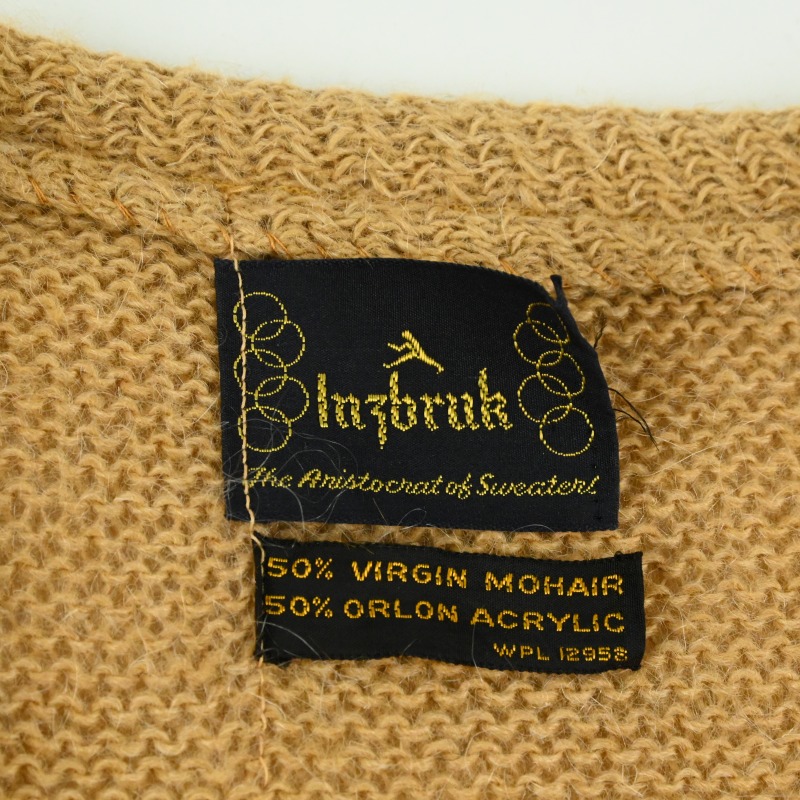 Inzbruk
The Aristocrat of Sweaters
50% VIRGIN MOHAIR
50% ORLON ACRYLIC
WPL 12958